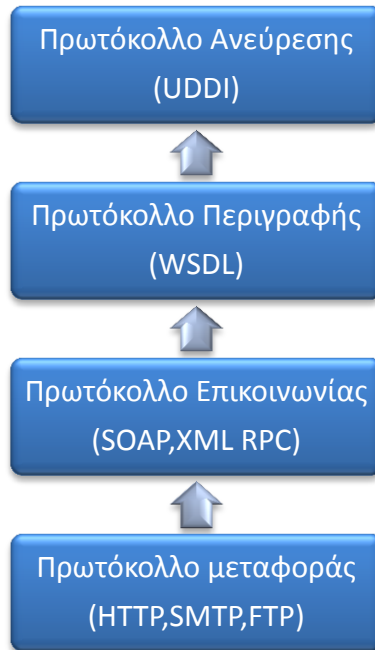 Πρωτόκολλο Ανεύρεσης
(UDDI)
Πρωτόκολλο Περιγραφής
(WSDL)
Πρωτόκολλο Επικοινωνίας
(SOAP,XML RPC)
Πρωτόκολλο μεταφοράς
(HTTP,SMTP,FTP)